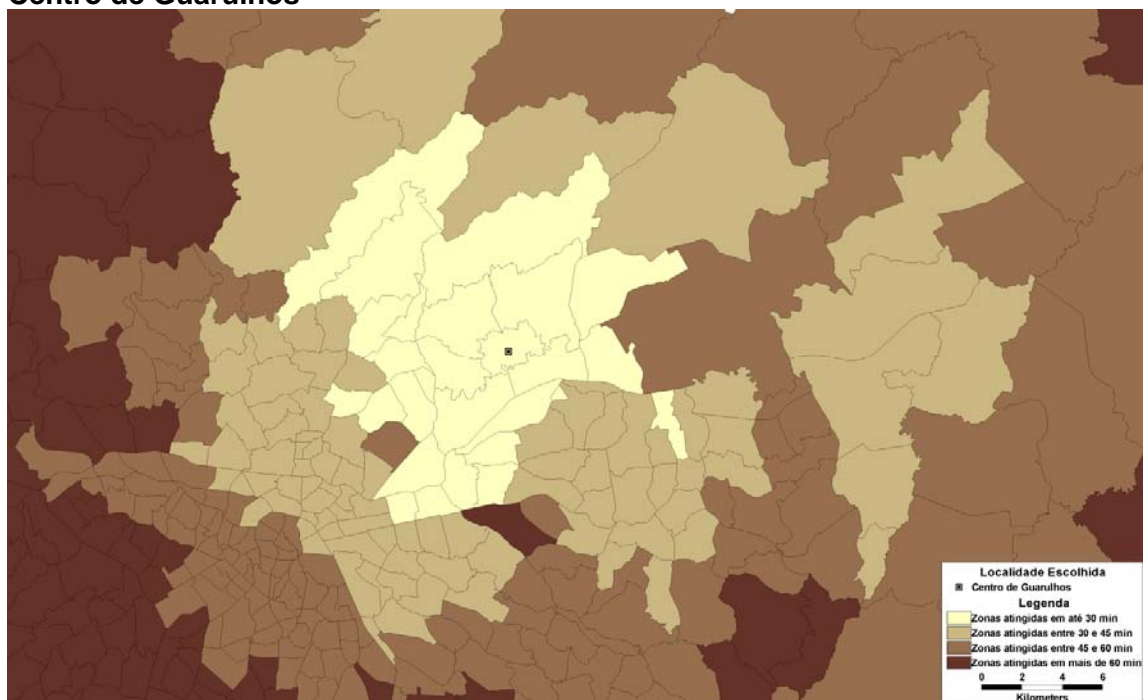 Centro de Guarulhos
Localidade Escolhida
Centro de Guarulhos
Legenda
Zonas atingidas em até 30 min
Zonas atingidas entre 30 e 45 min
Zonas atingidas entre 45 e 60 min
Zonas atingidas em mais de 60 min
0 2 4 6
Kilometers